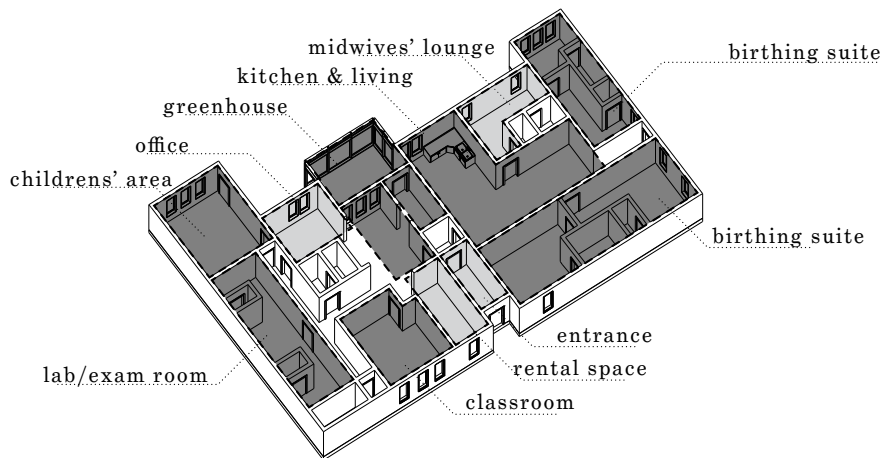 midwives' lounge
birthing suite
kitchen & living
greenhouse
office
childrens' area
birthing suite
entrance
lab/exam room
rental space
classroom